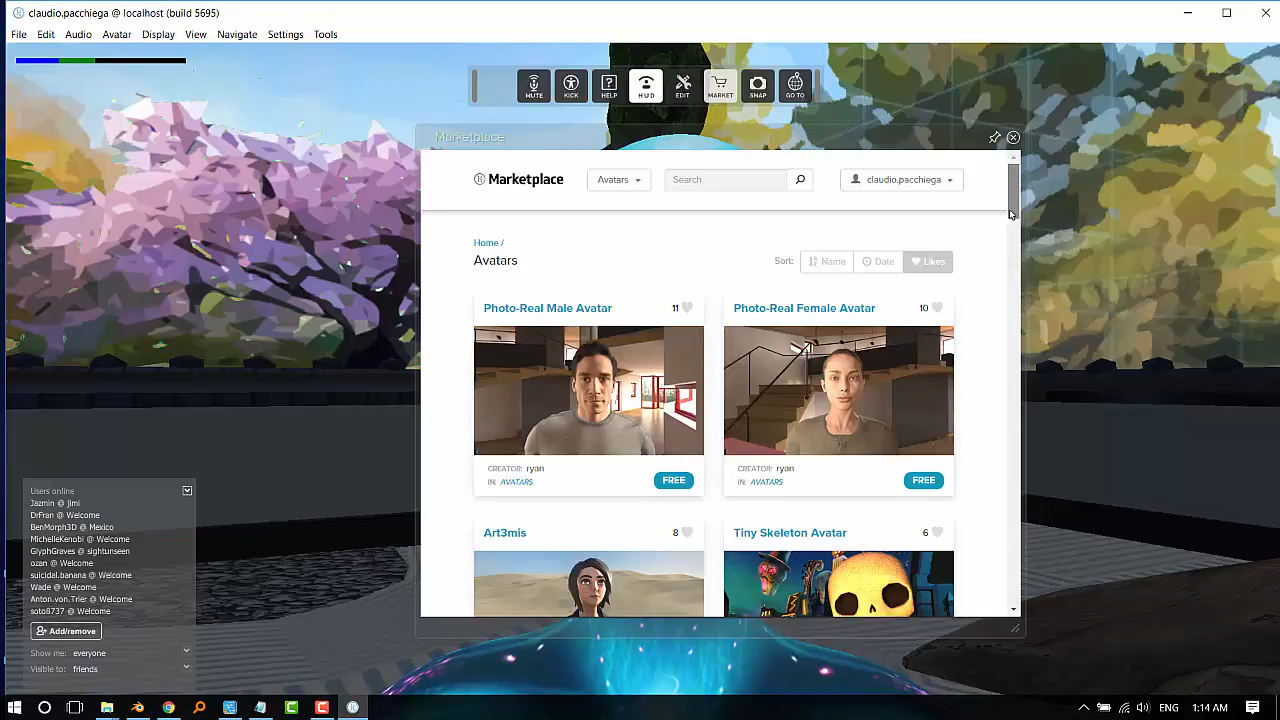 claudio.pacchiega @ localhost (build 5695)
File Edit Audio Avatar Display View Navigate Settings Tools
MUTE KICK HELP HUD EDIT MARKET SNAP GO TO
Marketplace
Marketplace Avatars Search claudio.pacchiega
Home /
Avatars
Sort: Name Date Likes
Photo-Real Male Avatar 11
Photo-Real Female Avatar 10
CREATOR: ryan
IN: AVATARS
FREE
CREATOR: ryan
IN: AVATARS
FREE
Art3mis 8
Tiny Skeleton Avatar 6
Users online
Jazmin @ jimi
DrFran @ Welcome
BenMorph3D @ Mexico
MichelleKenobi @ Welcome
GlyphGraves @ sightunseen
ozan @ Welcome
suicidal.banana @ Welcome
Wade @ Welcome
Anton.von.Trier @ Welcome
soto8737 @ Welcome
Add/remove
Show me: everyone
Visible to: friends
ENG 1:14 AM